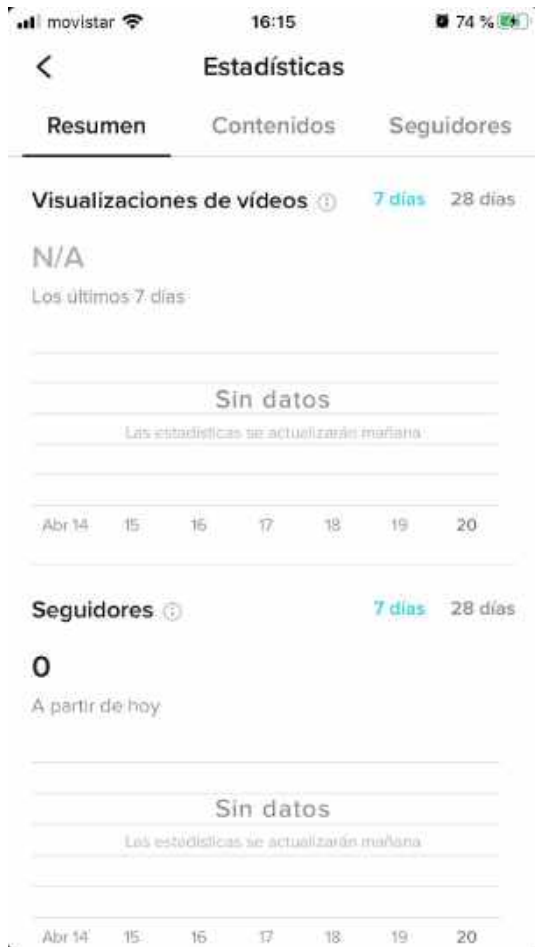 movistar 16:15 74 %
Estadísticas
Resumen Contenidos Seguidores
Visualizaciones de vídeos 7 días 28 días
N/A
Los últimos 7 días
Sin datos
Las estadísticas se actualizarán mañana
Abr 14 15 16 17 18 19 20
Seguidores 7 días 28 días
0
A partir de hoy
Sin datos
Las estadísticas se actualizarán mañana
Abr 14 15 16 17 18 19 20